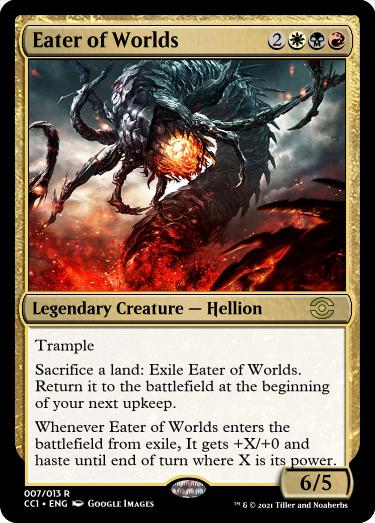 Eater of Worlds 2
Legendary Creature — Hellion
Trample
Sacrifice a land: Exile Eater of Worlds.
Return it to the battlefield at the beginning
of your next upkeep.
Whenever Eater of Worlds enters the
battlefield from exile, It gets +X/+0 and
haste until end of turn where X is its power.
6/5
007/013 R
CCI • ENG Google Images
™ & © 2021 Tiller and Noaherbs